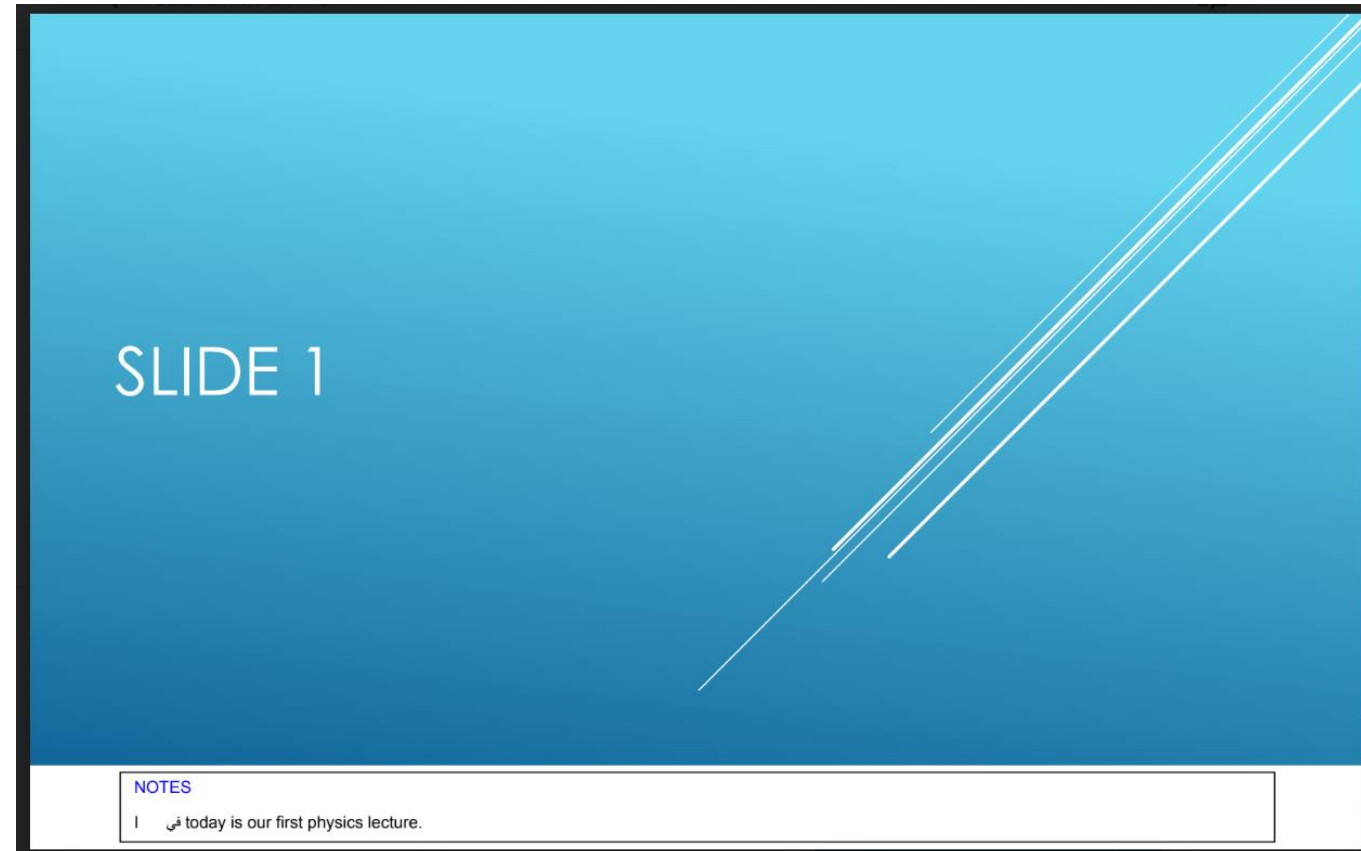 SLIDE 1
NOTES
ا في today is our first physics lecture.